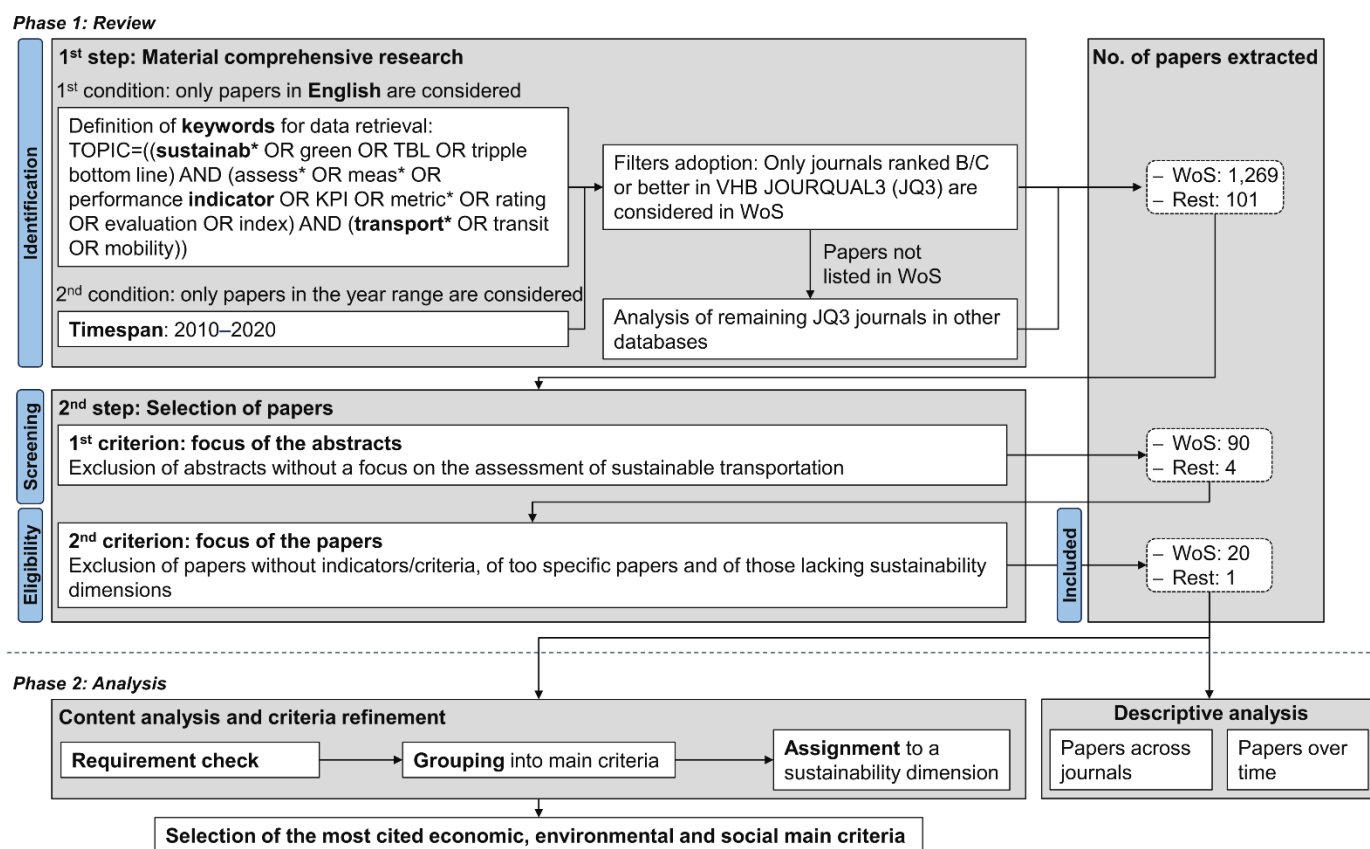 Phase 1: Review
Identification
1st step: Material comprehensive research
1st condition: only papers in English are considered
Definition of keywords for data retrieval:
TOPIC=((sustainab* OR green OR TBL OR tripple
bottom line) AND (assess* OR meas* OR
performance indicator OR KPI OR metric* OR rating
OR evaluation OR index) AND (transport* OR transit
OR mobility))
2nd condition: only papers in the year range are considered
Timespan: 2010–2020
Filters adoption: Only journals ranked B/C
or better in VHB JOURQUAL3 (JQ3) are
considered in WoS
Papers not
listed in WoS
Analysis of remaining JQ3 journals in other
databases
No. of papers extracted
– WoS: 1,269
– Rest: 101
Screening
2nd step: Selection of papers
1st criterion: focus of the abstracts
Exclusion of abstracts without a focus on the assessment of sustainable transportation
– WoS: 90
– Rest: 4
Eligibility
2nd criterion: focus of the papers
Exclusion of papers without indicators/criteria, of too specific papers and of those lacking sustainability
dimensions
Included
– WoS: 20
– Rest: 1
Phase 2: Analysis
Content analysis and criteria refinement
Requirement check
Grouping into main criteria
Assignment to a
sustainability dimension
Descriptive analysis
Papers across
journals
Papers over
time
Selection of the most cited economic, environmental and social main criteria